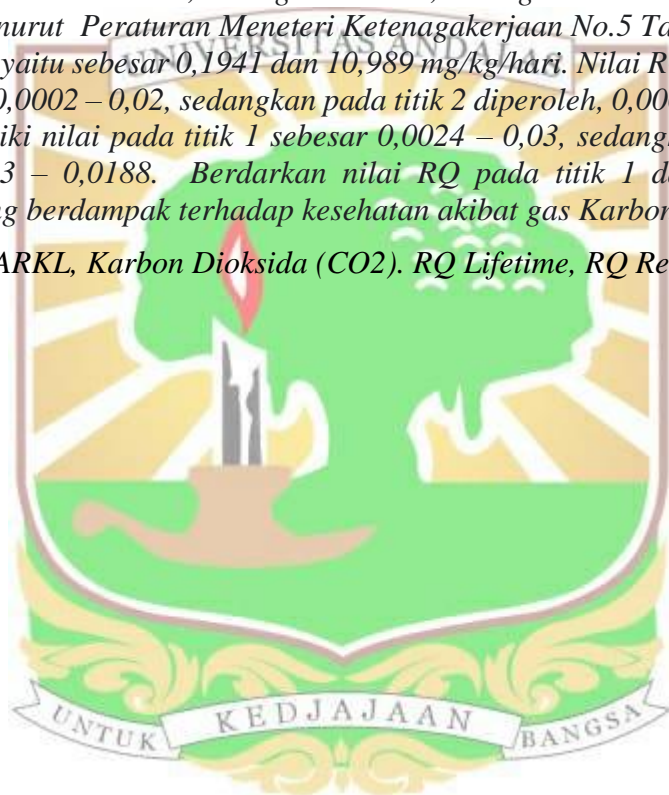 nurut Peraturan Meneteri Ketenagakerjaan No.5 Ta
UNIVERSITAS ANDALAS
yaitu sebesar 0,1941 dan 10,989 mg/kg/hari. Nilai R
0,0002 – 0,02, sedangkan pada titik 2 diperoleh, 0,00
iki nilai pada titik 1 sebesar 0,0024 – 0,03, sedang
3 – 0,0188. Berdarkan nilai RQ pada titik 1 d
g berdampak terhadap kesehatan akibat gas Karbon
ARKL, Karbon Dioksida (CO2). RQ Lifetime, RQ Re
UNTUK KEDJAJAAN BANGSA